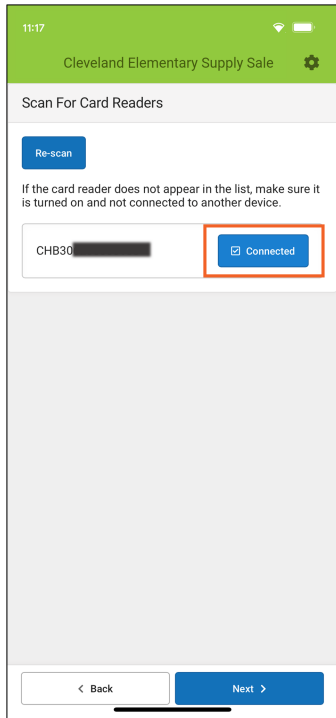 11:17
Cleveland Elementary Supply Sale
Scan For Card Readers
Re-scan
If the card reader does not appear in the list, make sure it
is turned on and not connected to another device.
CHB30
Connected
Back
Next